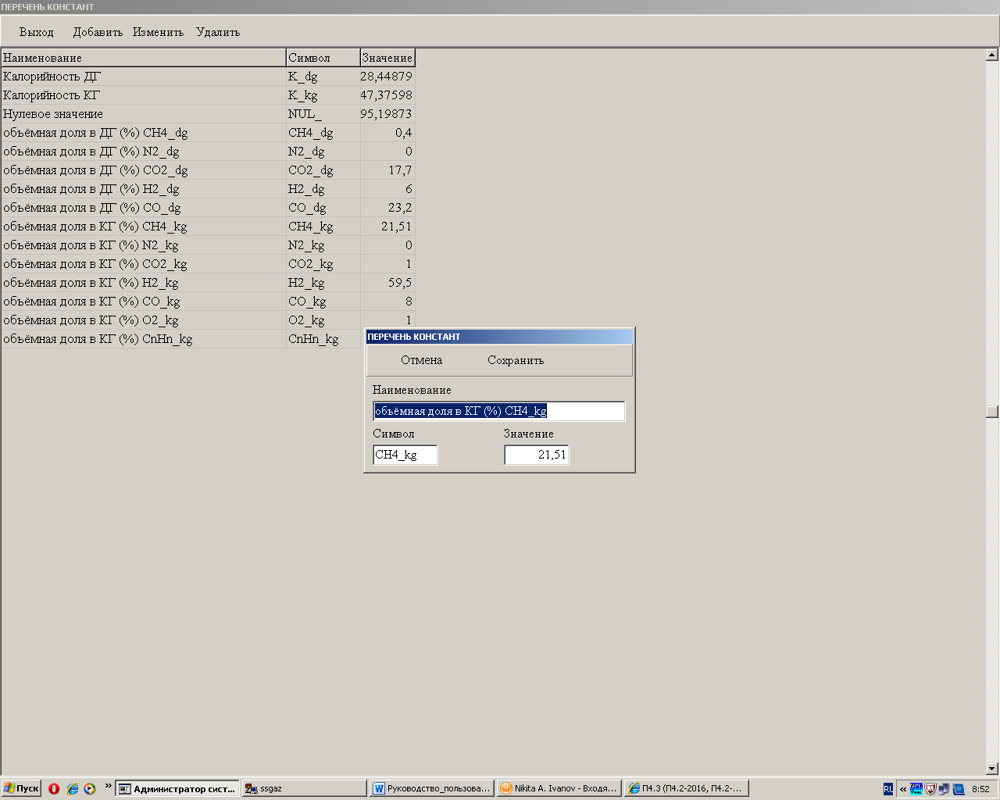 ПЕРЕЧЕНЬ КОНСТАНТ
Выход Добавить Изменить Удалить
Наименование Символ Значение
Калорийность ДГ K_dg 28,44879
Калорийность КГ K_kg 47,37598
Нулевое значение NUL_ 95,19873
объёмная доля в ДГ (%) CH4_dg CH4_dg 0,4
объёмная доля в ДГ (%) N2_dg N2_dg 0
объёмная доля в ДГ (%) CO2_dg CO2_dg 17,7
объёмная доля в ДГ (%) H2_dg H2_dg 6
объёмная доля в ДГ (%) CO_dg CO_dg 23,2
объёмная доля в КГ (%) CH4_kg CH4_kg 21,51
объёмная доля в КГ (%) N2_kg N2_kg 0
объёмная доля в КГ (%) CO2_kg CO2_kg 1
объёмная доля в КГ (%) H2_kg H2_kg 59,5
объёмная доля в КГ (%) CO_kg CO_kg 8
объёмная доля в КГ (%) O2_kg O2_kg 1
объёмная доля в КГ (%) CnHn_kg CnHn_kg
ПЕРЕЧЕНЬ КОНСТАНТ
Отмена Сохранить
Наименование
объёмная доля в КГ (%) CH4_kg
Символ Значение
CH4_kg 21,51
Пуск » Администратор сист... ssgaz Руководство_пользова... Nikita A. Ivanov - Входя... П4.3 (П4.2-2016, П4.2-... RU « 8:52